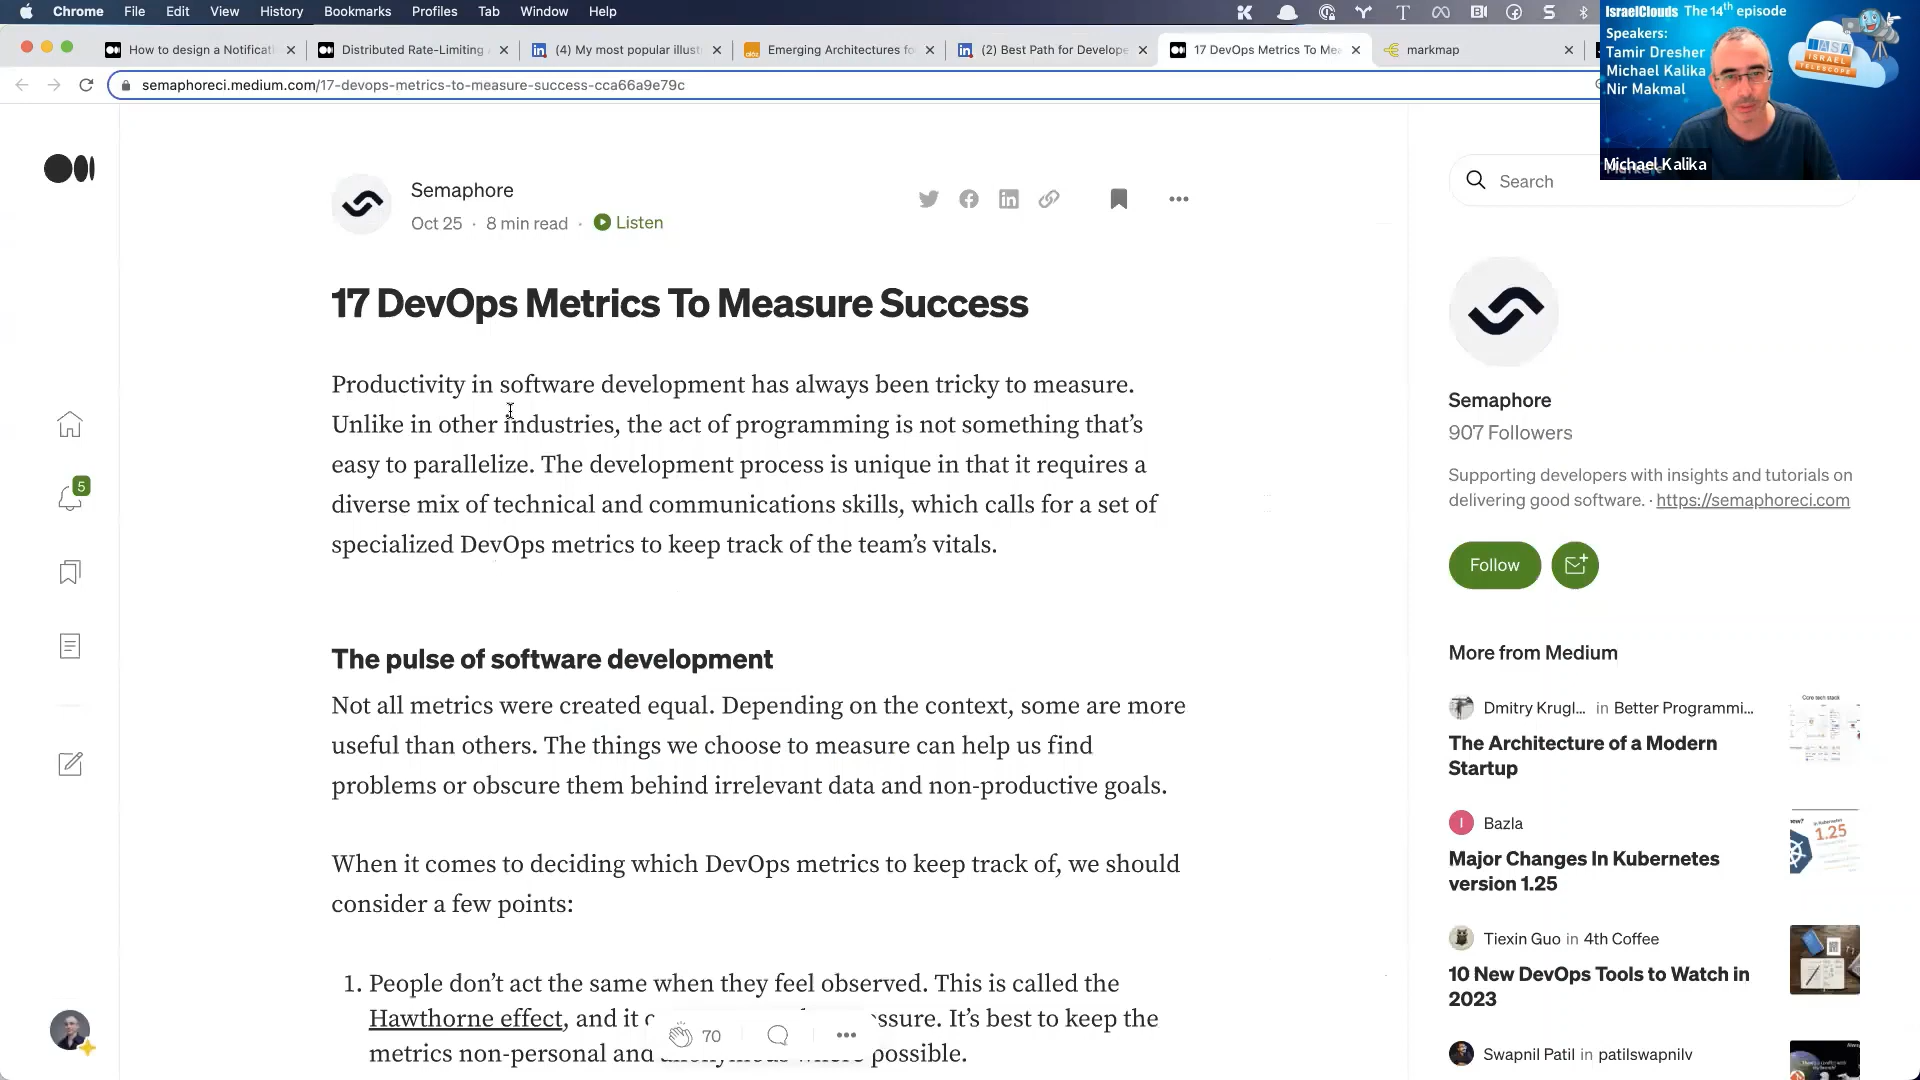 Chrome File Edit View History Bookmarks Profiles Tab Window Help
How to design a Notificati
Distributed Rate-Limiting
(4) My most popular illust
Emerging Architectures fo
(2) Best Path for Develope
17 DevOps Metrics To Me
markmap
semaphoreci.medium.com/17-devops-metrics-to-measure-success-cca66a9e79c
IsraelClouds The 14th episode
Speakers:
Tamir Dresher
Michael Kalika
Nir Makmal
IASA
ISRAEL
TELESCOPE
Michael Kalika
Semaphore
Oct 25 · 8 min read · Listen
17 DevOps Metrics To Measure Success
Productivity in software development has always been tricky to measure.
Unlike in other industries, the act of programming is not something that’s
easy to parallelize. The development process is unique in that it requires a
diverse mix of technical and communications skills, which calls for a set of
specialized DevOps metrics to keep track of the team’s vitals.
The pulse of software development
Not all metrics were created equal. Depending on the context, some are more
useful than others. The things we choose to measure can help us find
problems or obscure them behind irrelevant data and non-productive goals.
When it comes to deciding which DevOps metrics to keep track of, we should
consider a few points:
1. People don’t act the same when they feel observed. This is called the
Hawthorne effect, and it ssure. It’s best to keep the
metrics non-personal and possible.
70
5
Search
Semaphore
907 Followers
Supporting developers with insights and tutorials on
delivering good software. · https://semaphoreci.com
Follow
More from Medium
Dmitry Krugl... in Better Programmi...
The Architecture of a Modern
Startup
Core tech stack
I Bazla
Major Changes In Kubernetes
version 1.25
1.25
Tiexin Guo in 4th Coffee
10 New DevOps Tools to Watch in
2023
Swapnil Patil in patilswapnilv